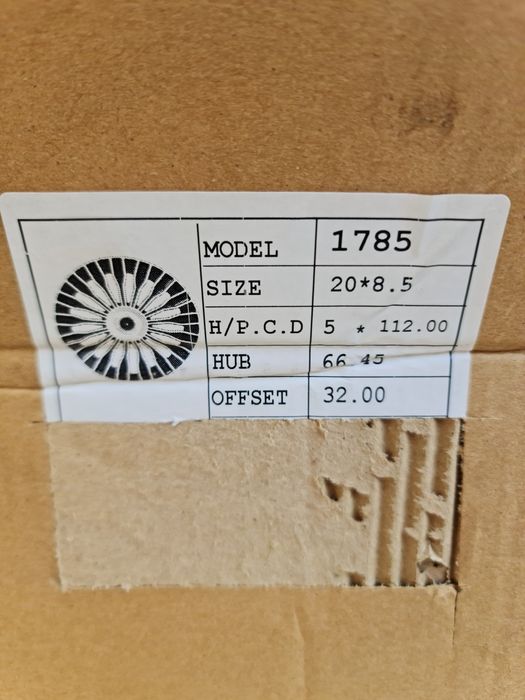 MODEL 1785
SIZE 20*8.5
H/P.C.D 5 * 112.00
HUB 66.45
OFFSET 32.00